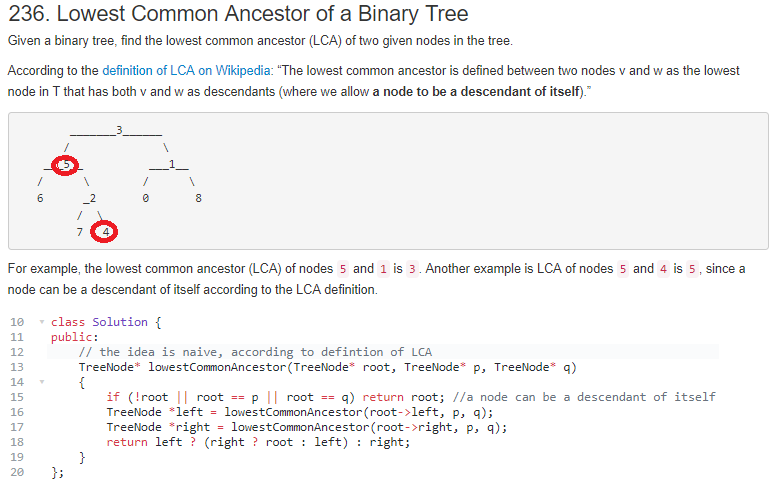 236. Lowest Common Ancestor of a Binary Tree
Given a binary tree, find the lowest common ancestor (LCA) of two given nodes in the tree.
According to the definition of LCA on Wikipedia: “The lowest common ancestor is defined between two nodes v and w as the lowest
node in T that has both v and w as descendants (where we allow a node to be a descendant of itself).”
_______3______
/ \
___5__ ___1__
/ \ / \
6 _2 0 8
/ \
7 4
For example, the lowest common ancestor (LCA) of nodes 5 and 1 is 3. Another example is LCA of nodes 5 and 4 is 5, since a
node can be a descendant of itself according to the LCA definition.
10 class Solution {
11 public:
12 // the idea is naive, according to defintion of LCA
13 TreeNode* lowestCommonAncestor(TreeNode* root, TreeNode* p, TreeNode* q)
14 {
15 if (!root || root == p || root == q) return root; //a node can be a descendant of itself
16 TreeNode *left = lowestCommonAncestor(root->left, p, q);
17 TreeNode *right = lowestCommonAncestor(root->right, p, q);
18 return left ? (right ? root : left) : right;
19 }
20 };